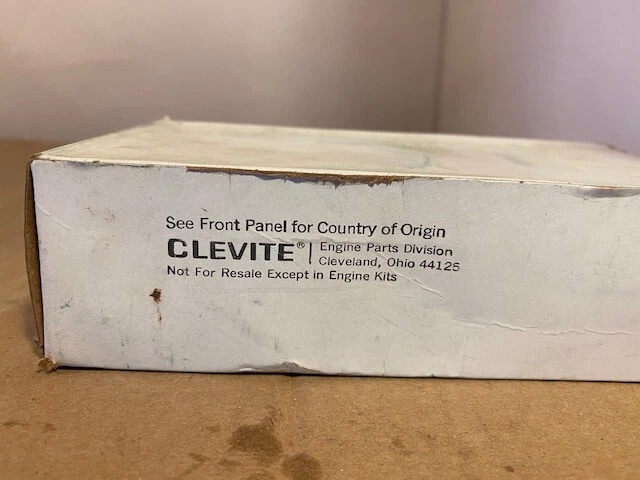 See Front Panel for Country of Origin
CLEVITE® | Engine Parts Division
Cleveland, Ohio 44125
Not For Resale Except in Engine Kits